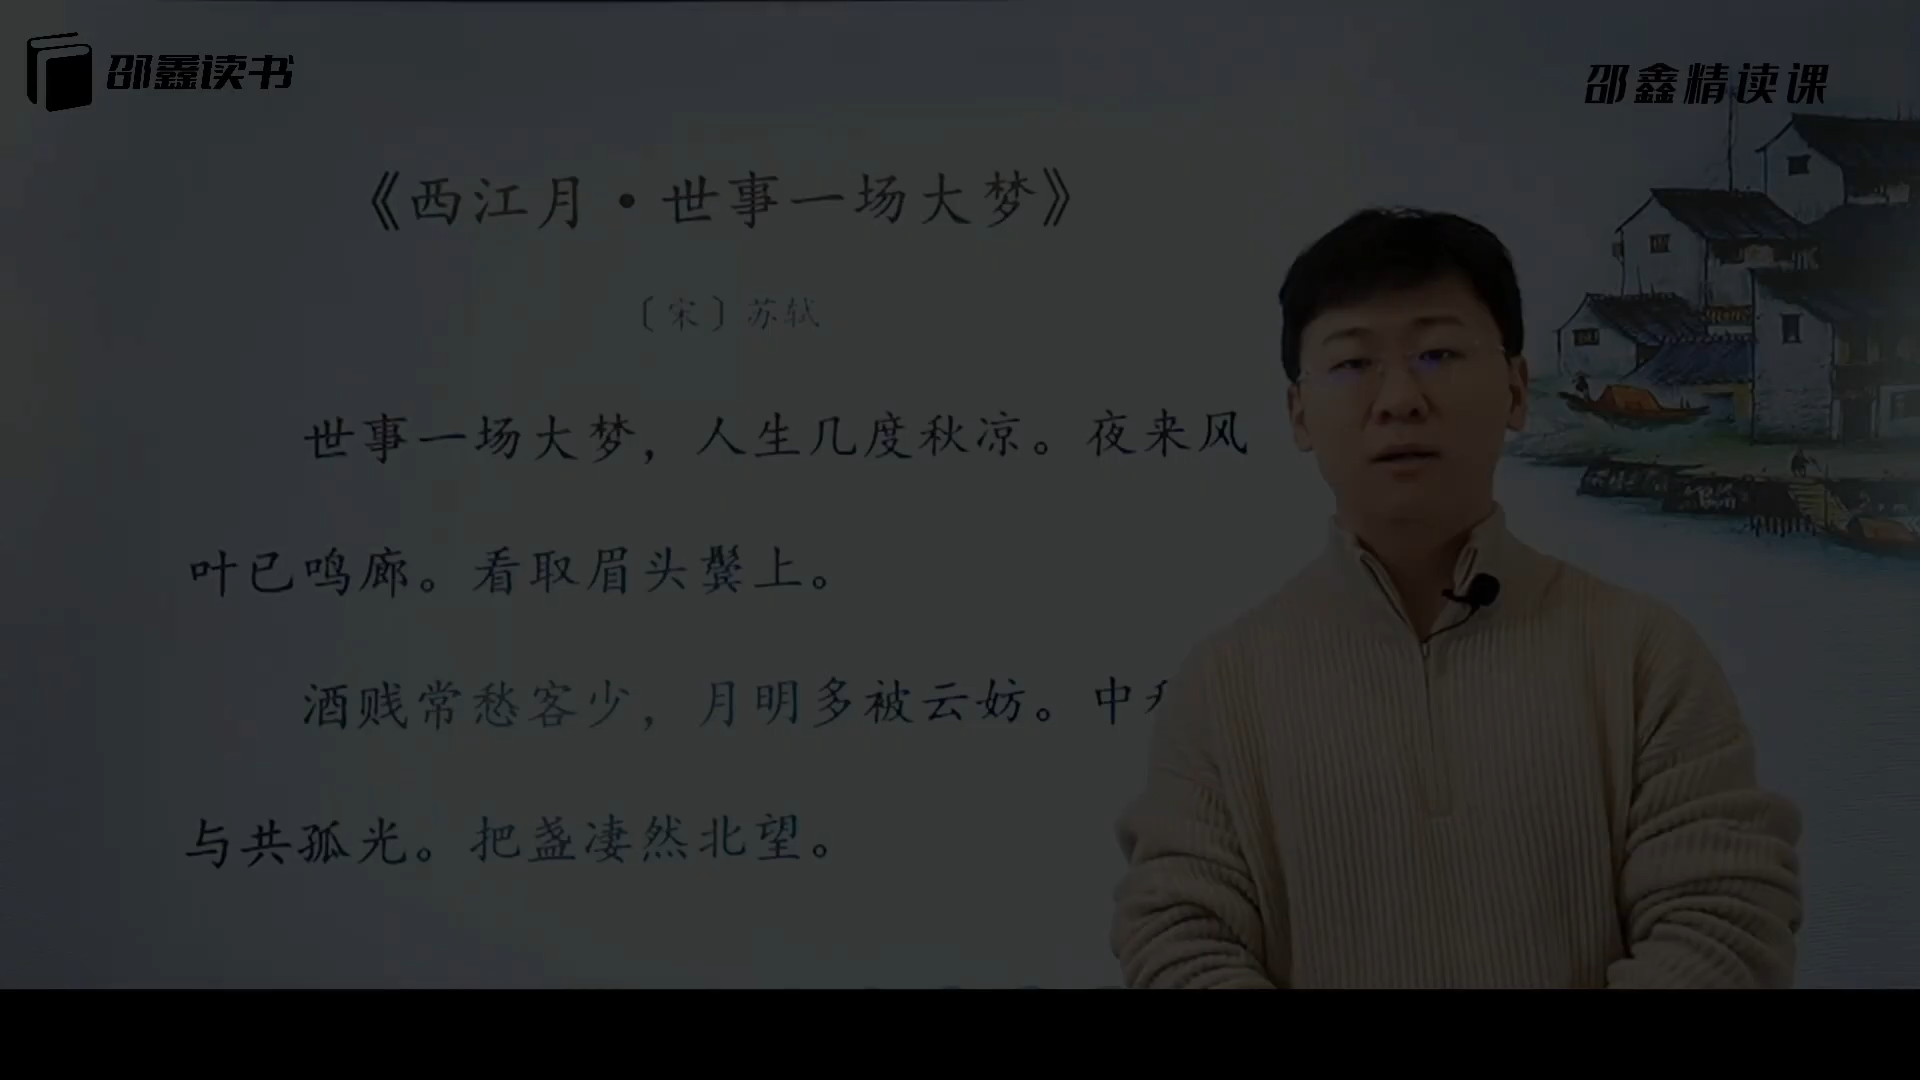 邵鑫读书
邵鑫精读课
《西江月·世事一场大梦》
〔宋〕苏轼
世事一场大梦，人生几度秋凉。夜来风
叶已鸣廊。看取眉头鬓上。
酒贱常愁客少，月明多被云妨。中
与共孤光。把盏凄然北望。